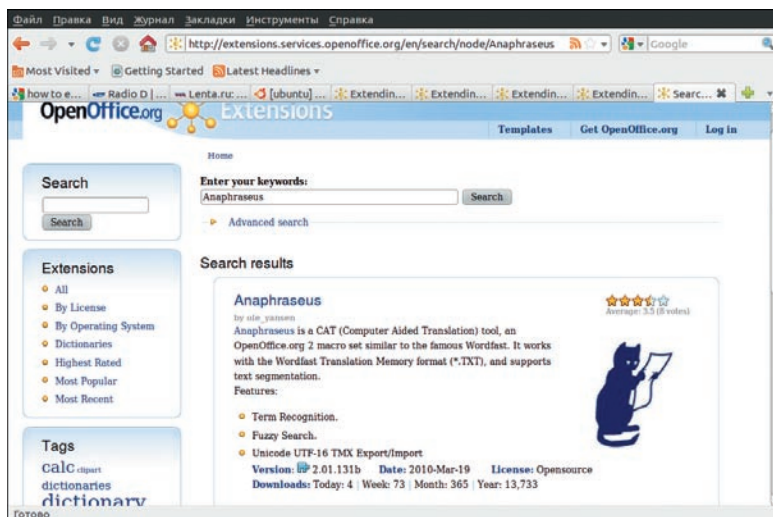 Файл Правка Вид Журнал Закладки Инструменты Справка
http://extensions.services.openoffice.org/en/search/node/Anaphraseus
Google
Most Visited Getting Started Latest Headlines
how to e... Radio D |... Lenta.ru: ... [ubuntu] ... Extendin... Extendin... Extendin... Extendin... Searc...
OpenOffice.org Extensions
Templates Get OpenOffice.org Log in
Home
Search
Search
Enter your keywords:
Anaphraseus Search
Advanced search
Extensions
All
By License
By Operating System
Dictionaries
Highest Rated
Most Popular
Most Recent
Tags
calc clipart
dictionaries
dictionary
Search results
Anaphraseus
by ole_yansen
Average: 3.5 (8 votes)
Anaphraseus is a CAT (Computer Aided Translation) tool, an
OpenOffice.org 2 macro set similar to the famous Wordfast. It works
with the Wordfast Translation Memory format (*.TXT), and supports
text segmentation.
Features:
Term Recognition.
Fuzzy Search.
Unicode UTF-16 TMX Export/Import
Version: 2.01.131b Date: 2010-Mar-19 License: Opensource
Downloads: Today: 4 | Week: 73 | Month: 365 | Year: 13,733
Готово